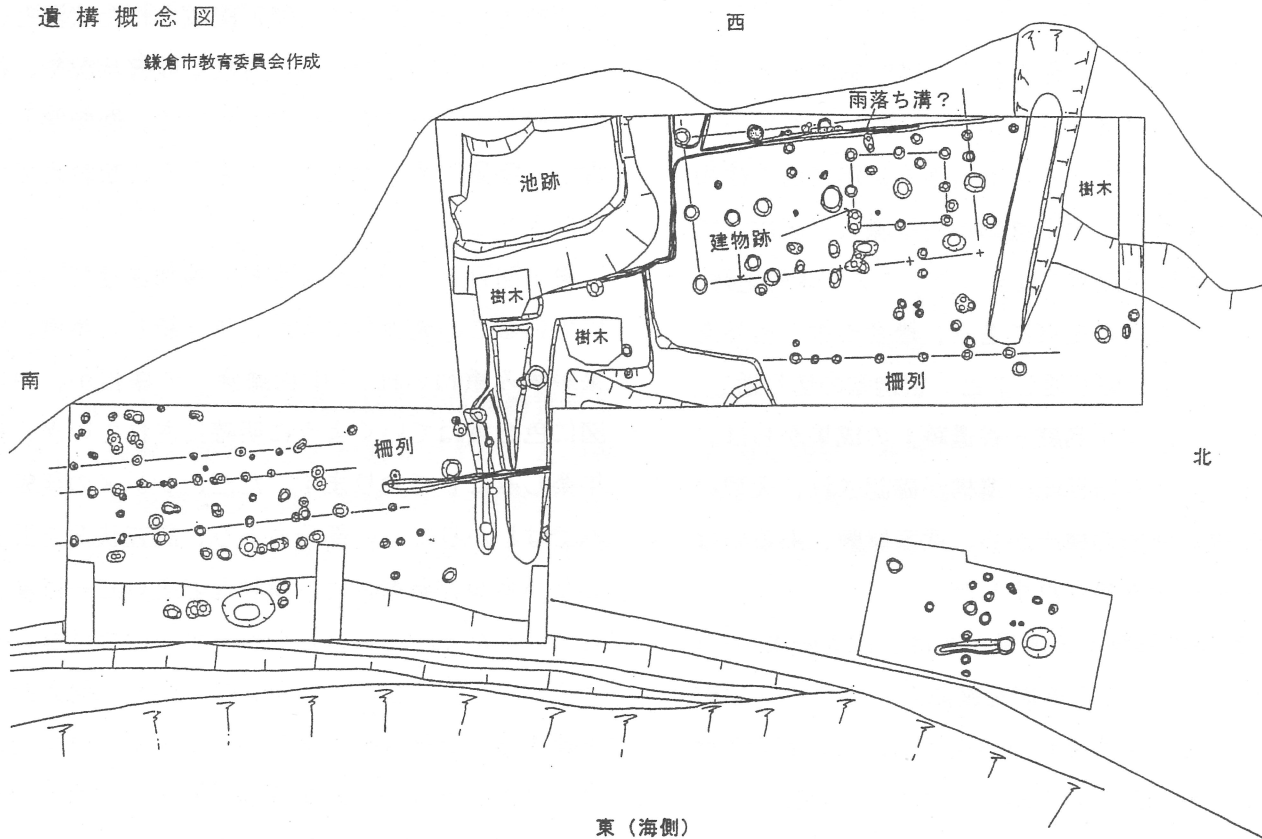 遺構概念図
鎌倉市教育委員会作成
西
雨落ち溝？
池跡
樹木
建物跡
樹木
樹木
南
柵列
柵列
北
東（海側）